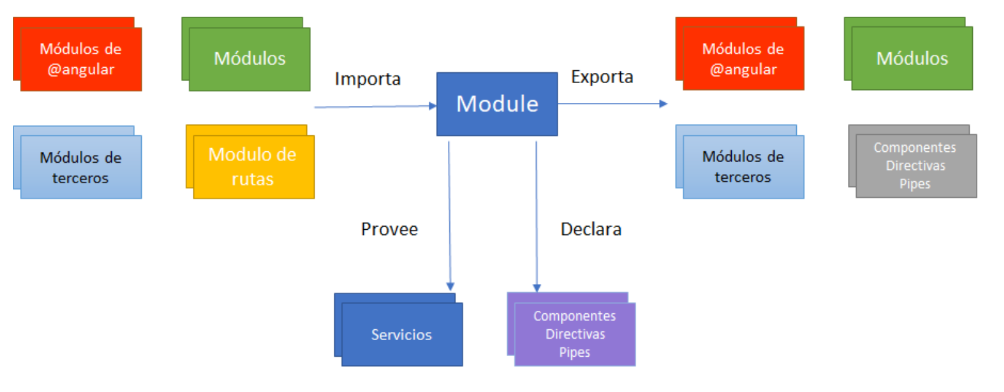 Módulos de
@angular
Módulos
Importa
Module
Exporta
Módulos de
@angular
Módulos
Módulos de
terceros
Modulo de
rutas
Módulos de
terceros
Componentes
Directivas
Pipes
Provee
Declara
Servicios
Componentes
Directivas
Pipes